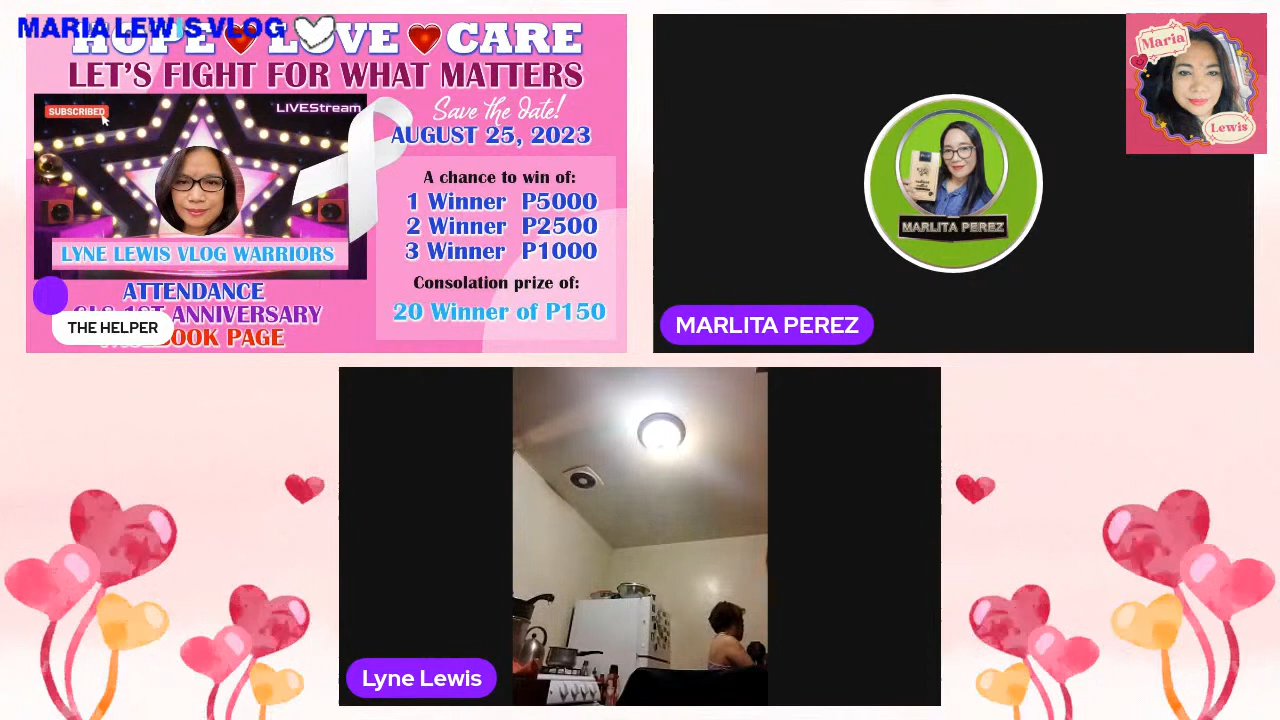 MARIA LEWIS VLOG
HOPE LOVE CARE
LET'S FIGHT FOR WHAT MATTERS
SUBSCRIBED
LIVEStream
Save the date!
AUGUST 25, 2023
LYNE LEWIS VLOG WARRIORS
A chance to win of:
1 Winner P5000
2 Winner P2500
3 Winner P1000
Consolation prize of:
20 Winner of P150
ATTENDANCE
1ST ANNIVERSARY
THE HELPER
BOOK PAGE
MARLITA PEREZ
MARLITA PEREZ
Maria
Lewis
Lyne Lewis